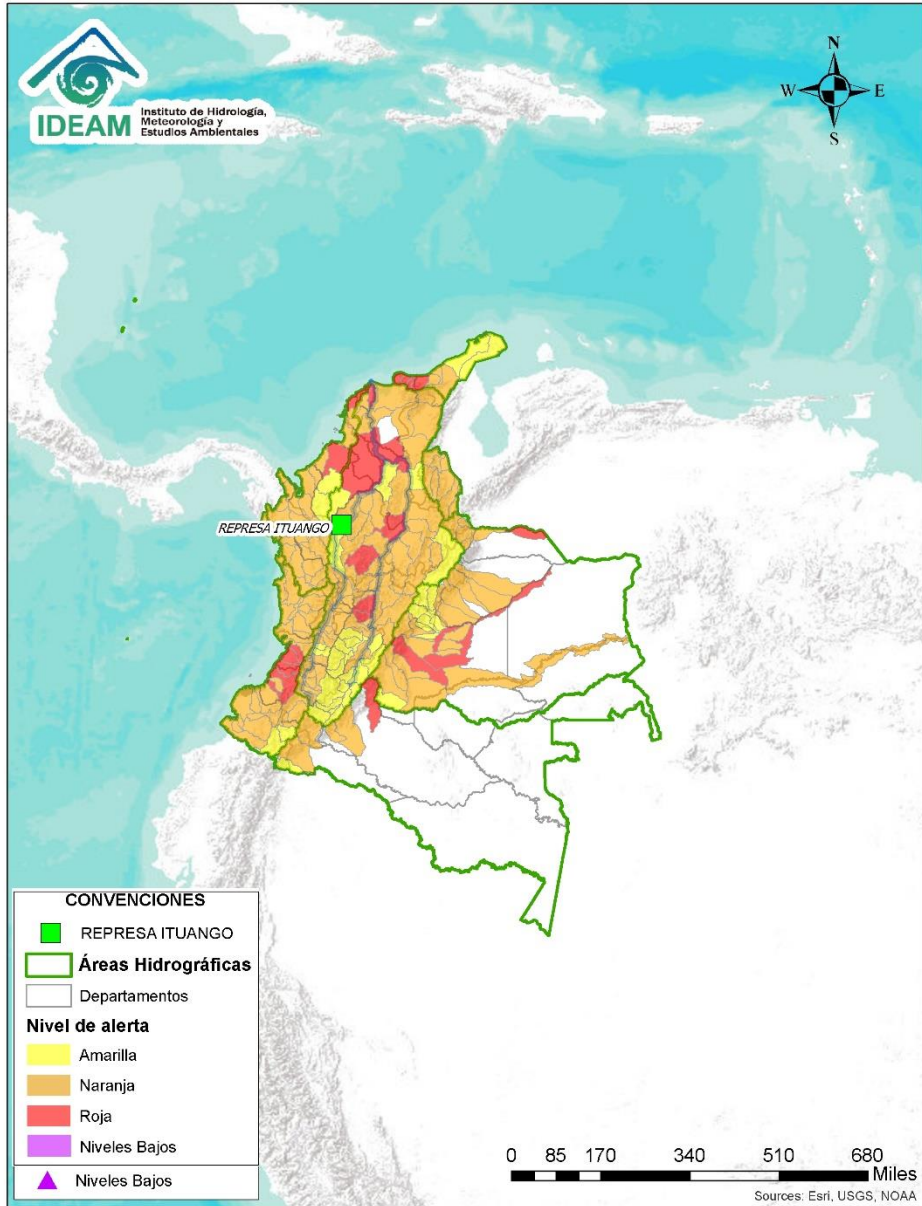 IDEAM
Instituto de Hidrología,
Meteorología y
Estudios Ambientales
N
W E
S
REPRESA ITUANGO
CONVENCIONES
REPRESA ITUANGO
Áreas Hidrográficas
Departamentos
Nivel de alerta
Amarilla
Naranja
Roja
Niveles Bajos
Niveles Bajos
0 85 170 340 510 680
Miles
Sources: Esri, USGS, NOAA